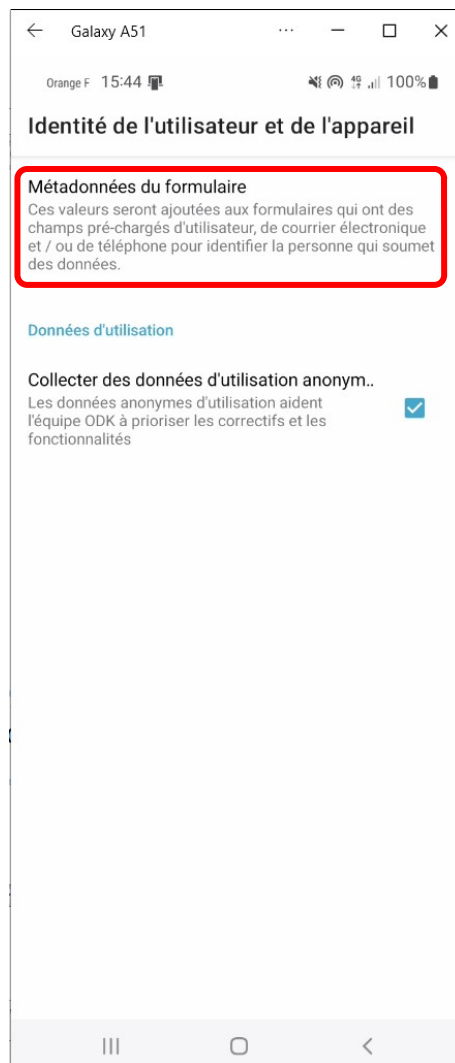 Galaxy A51
Orange F 15:44 100%
Identité de l'utilisateur et de l'appareil
Métadonnées du formulaire
Ces valeurs seront ajoutées aux formulaires qui ont des
champs pré-chargés d'utilisateur, de courrier électronique
et / ou de téléphone pour identifier la personne qui soumet
des données.
Données d'utilisation
Collecter des données d'utilisation anonym..
Les données anonymes d'utilisation aident
l'équipe ODK à prioriser les correctifs et les
fonctionnalités